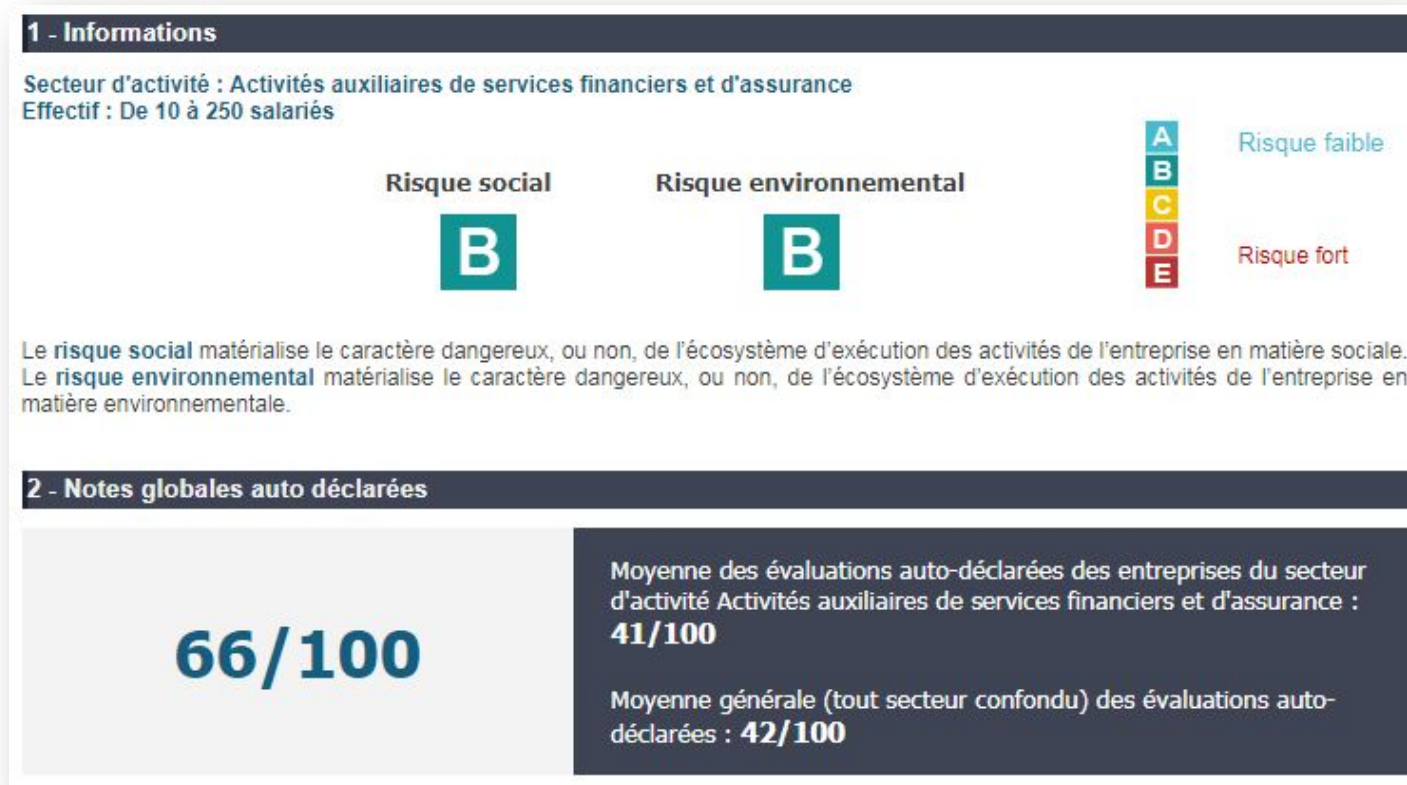 1 - Informations
Secteur d'activité : Activités auxiliaires de services financiers et d'assurance
Effectif : De 10 à 250 salariés
Risque social
Risque environnemental
B
B
A
B
C
D
E
Risque faible
Risque fort
Le risque social matérialise le caractère dangereux, ou non, de l'écosystème d'exécution des activités de l'entreprise en matière sociale.
Le risque environnemental matérialise le caractère dangereux, ou non, de l'écosystème d'exécution des activités de l'entreprise en
matière environnementale.
2 - Notes globales auto déclarées
66/100
Moyenne des évaluations auto-déclarées des entreprises du secteur
d'activité Activités auxiliaires de services financiers et d'assurance :
41/100
Moyenne générale (tout secteur confondu) des évaluations auto-
déclarées : 42/100